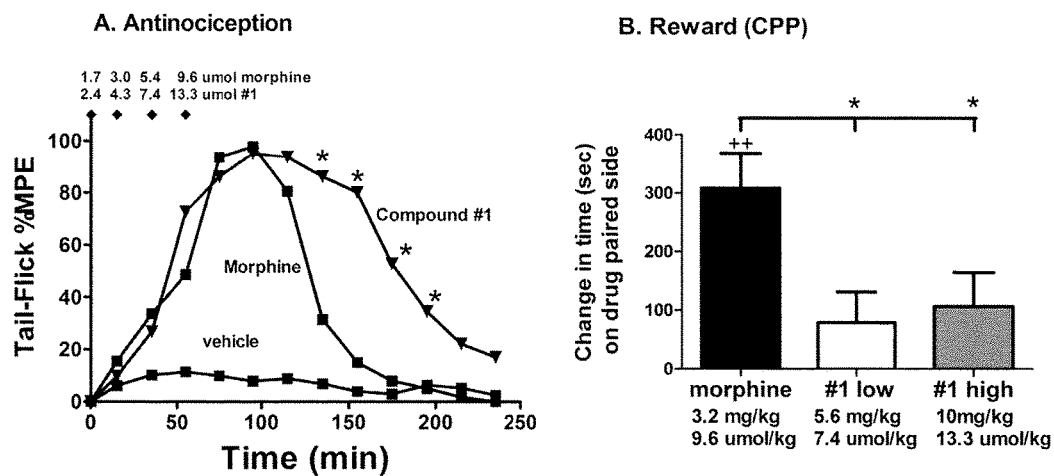 A. Antinociception
1.7 3.0 5.4 9.6 umol morphine
2.4 4.3 7.4 13.3 umol #1
Tail-Flick %MPE
100
80
60
40
20
0
* * * *
Compound #1
Morphine
vehicle
0 50 100 150 200 250
Time (min)
B. Reward (CPP)
Change in time (sec)
on drug paired side
400
300
200
100
0
* *
++
morphine #1 low #1 high
3.2 mg/kg 5.6 mg/kg 10mg/kg
9.6 umol/kg 7.4 umol/kg 13.3 umol/kg